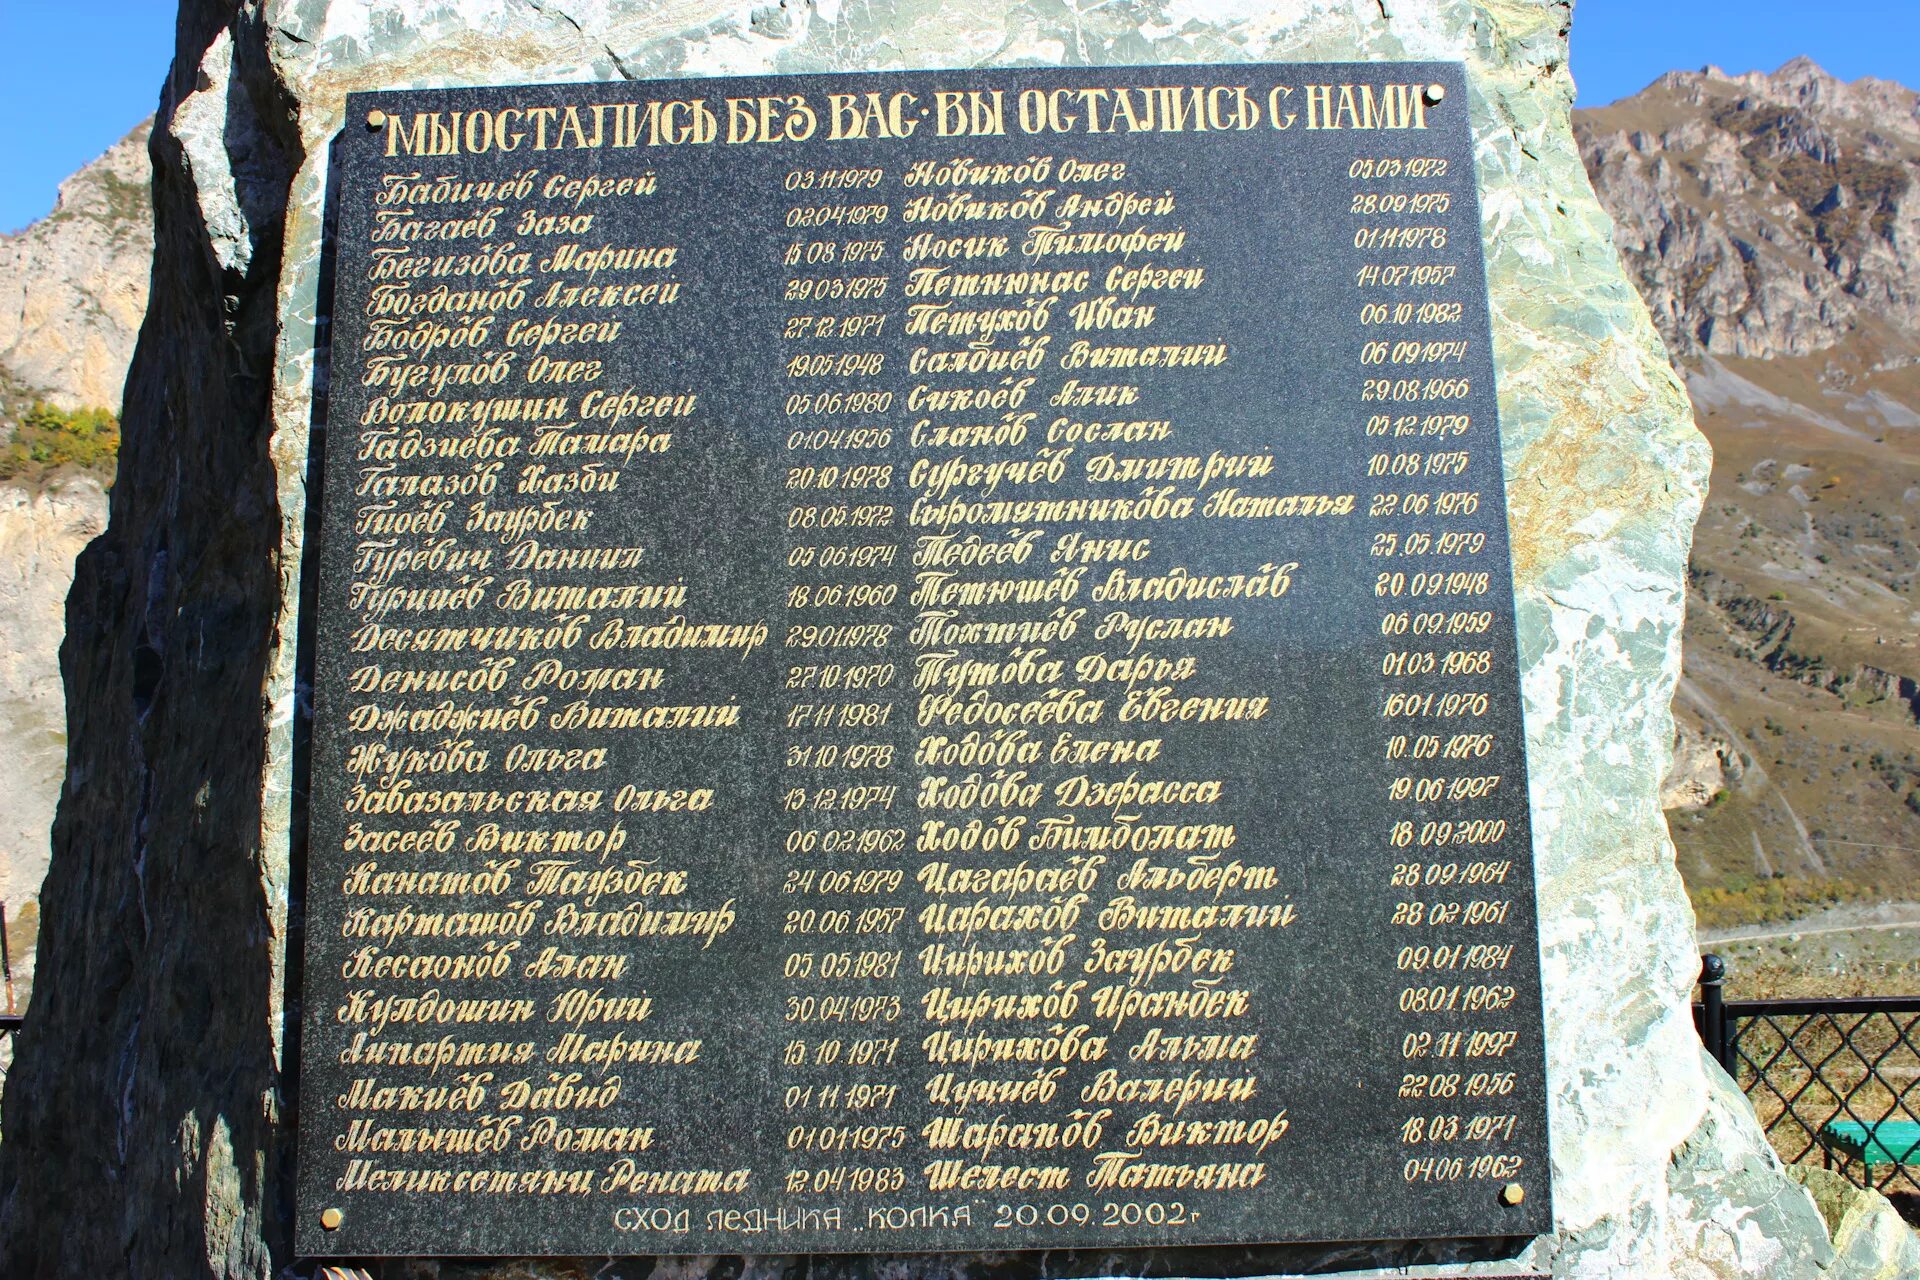 МЫ ОСТАЛИСЬ БЕЗ ВАС · ВЫ ОСТАЛИСЬ С НАМИ
Бабичев Сергей 03.11.1979
Багаев Заза 02.04.1979
Бегизова Марина 15.08.1975
Богданов Алексей 29.03.1975
Бодров Сергей 27.12.1971
Бугулов Олег 19.05.1948
Волокушин Сергей 05.06.1980
Гадзиева Тамара 01.04.1956
Галазов Хазби 20.10.1978
Гиоев Заурбек 08.05.1972
Гуревич Даниил 05.06.1974
Гуриев Виталий 18.06.1960
Десятчиков Владимир 29.01.1978
Денисов Роман 27.10.1970
Джаджиев Виталий 17.11.1981
Жукова Ольга 31.10.1978
Завазальская Ольга 13.12.1974
Засеев Виктор 06.02.1962
Канатов Таузбек 24.06.1979
Карташов Владимир 20.06.1957
Кесаонов Алан 05.05.1981
Кулдошин Юрий 30.04.1973
Липартия Марина 15.10.1971
Макиев Давид 01.11.1971
Малышев Роман 01.01.1975
Меликсетянц Рената 12.04.1983
Новиков Олег 05.03.1972
Новиков Андрей 28.09.1975
Носик Тимофей 01.11.1978
Петнюнас Сергей 14.07.1957
Петухов Иван 06.10.1982
Салбиев Виталий 06.09.1974
Сикоев Алик 29.08.1966
Сланов Сослан 05.12.1979
Сургучев Дмитрий 10.08.1975
Сыромятникова Наталья 22.06.1976
Тедеев Янис 25.05.1979
Тетюшев Владислав 20.09.1948
Тохтиев Руслан 06.09.1959
Тутова Дарья 01.03.1968
Федосеева Евгения 16.01.1976
Ходова Елена 10.05.1976
Ходова Дзерасса 19.06.1997
Ходов Бимболат 18.09.2000
Цагараев Альберт 28.09.1964
Царахов Виталий 28.02.1961
Цирихов Заурбек 09.01.1984
Цирихов Иранбек 08.01.1962
Цирихова Альма 02.11.1997
Цуциев Валерий 22.08.1956
Шарапов Виктор 18.03.1971
Шелест Татьяна 04.06.1962
СХОД ЛЕДНИКА „КОЛКА" 20.09.2002г